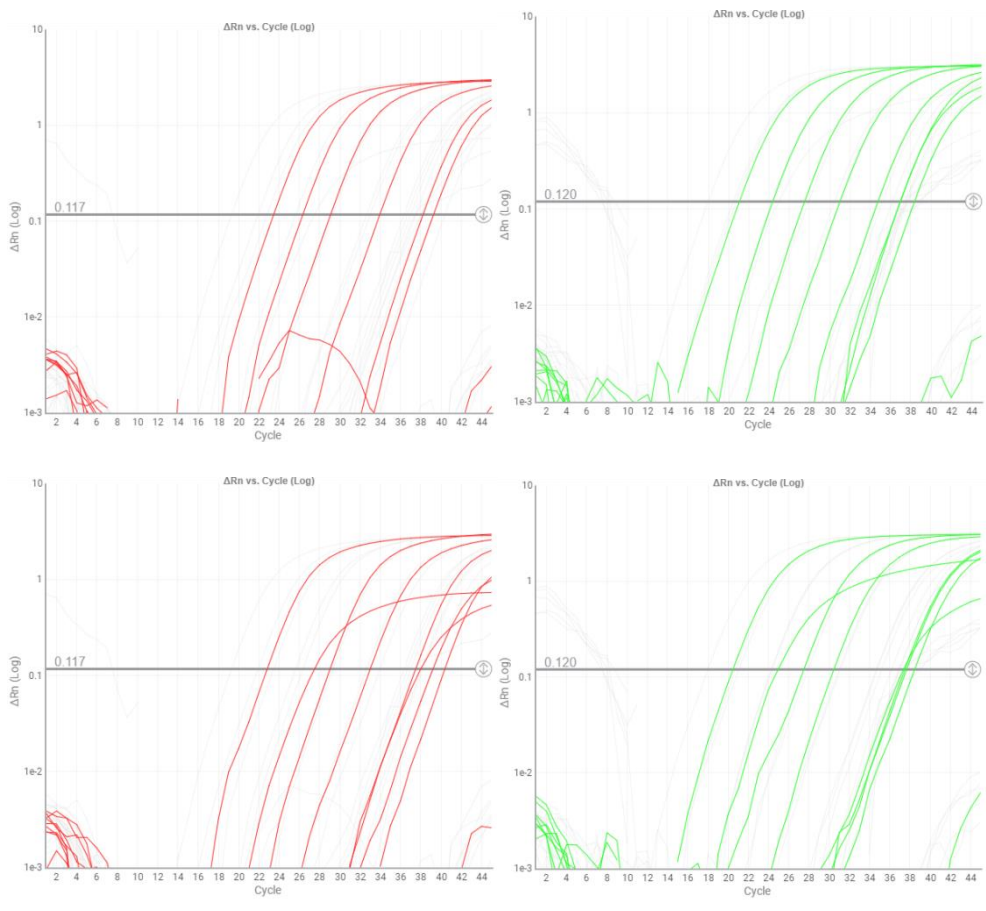 ΔRn vs. Cycle (Log)
10
1
0.1
1e-2
1e-3
ΔRn (Log)
0.117
2 4 6 8 10 12 14 16 18 20 22 24 26 28 30 32 34 36 38 40 42 44
Cycle
ΔRn vs. Cycle (Log)
10
1
0.1
1e-2
1e-3
ΔRn (Log)
0.120
2 4 6 8 10 12 14 16 18 20 22 24 26 28 30 32 34 36 38 40 42 44
Cycle
ΔRn vs. Cycle (Log)
10
1
0.1
1e-2
1e-3
ΔRn (Log)
0.117
2 4 6 8 10 12 14 16 18 20 22 24 26 28 30 32 34 36 38 40 42 44
Cycle
ΔRn vs. Cycle (Log)
10
1
0.1
1e-2
1e-3
ΔRn (Log)
0.120
2 4 6 8 10 12 14 16 18 20 22 24 26 28 30 32 34 36 38 40 42 44
Cycle